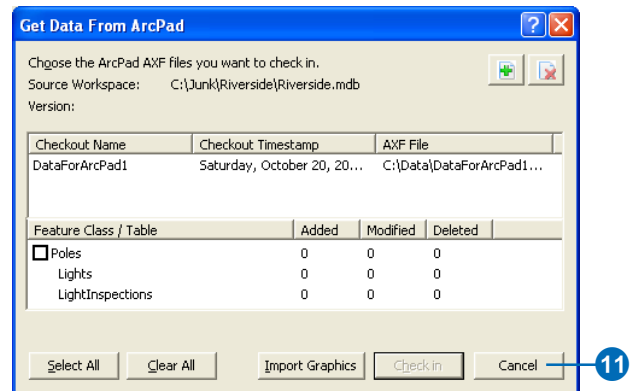 Get Data From ArcPad
Choose the ArcPad AXF files you want to check in.
Source Workspace: C:\Junk\Riverside\Riverside.mdb
Version:
Checkout Name Checkout Timestamp AXF File
DataForArcPad1 Saturday, October 20, 20... C:\Data\DataForArcPad1...
Feature Class / Table Added Modified Deleted
Poles 0 0 0
Lights 0 0 0
LightInspections 0 0 0
Select All Clear All Import Graphics Check in Cancel 11